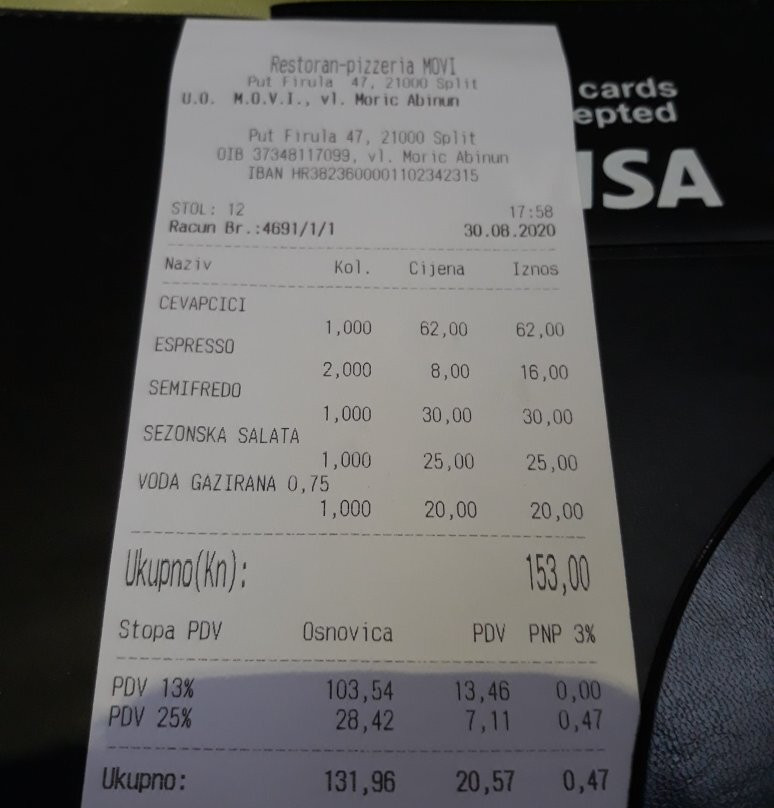 Restoran-pizzeria MOVI
Put Firula 47, 21000 Split
U.O. M.O.V.I., vl. Moric Abinun
Put Firula 47, 21000 Split
OIB 37348117099, vl. Moric Abinun
IBAN HR3823600001102342315
STOL: 12 17:58
Racun Br.:4691/1/1 30.08.2020
Naziv Kol. Cijena Iznos
CEVAPCICI
1,000 62,00 62,00
ESPRESSO
2,000 8,00 16,00
SEMIFREDO
1,000 30,00 30,00
SEZONSKA SALATA
1,000 25,00 25,00
VODA GAZIRANA 0,75
1,000 20,00 20,00
Ukupno(Kn): 153,00
Stopa PDV Osnovica PDV PNP 3%
PDV 13% 103,54 13,46 0,00
PDV 25% 28,42 7,11 0,47
Ukupno: 131,96 20,57 0,47
cards
epted
ISA